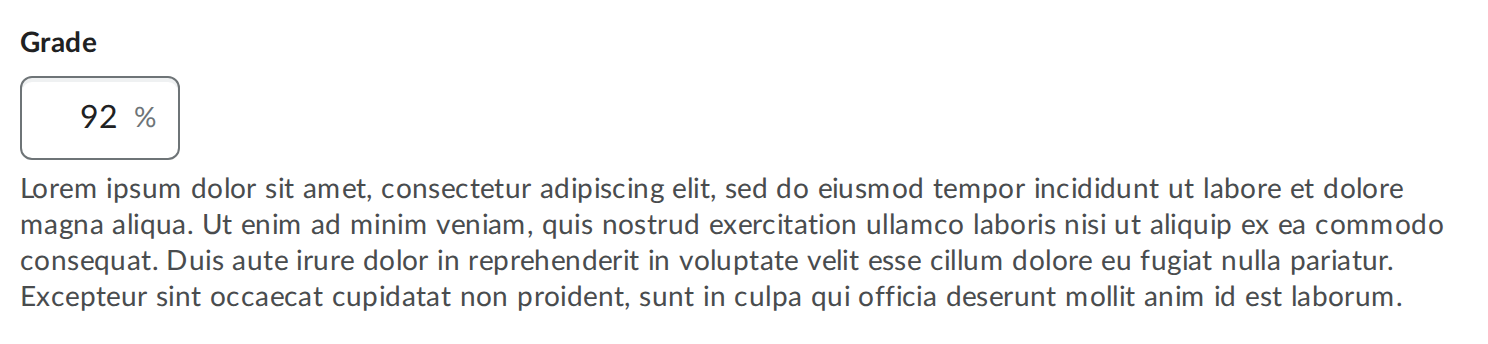 Grade
92 %
Lorem ipsum dolor sit amet, consectetur adipiscing elit, sed do eiusmod tempor incididunt ut labore et dolore
magna aliqua. Ut enim ad minim veniam, quis nostrud exercitation ullamco laboris nisi ut aliquip ex ea commodo
consequat. Duis aute irure dolor in reprehenderit in voluptate velit esse cillum dolore eu fugiat nulla pariatur.
Excepteur sint occaecat cupidatat non proident, sunt in culpa qui officia deserunt mollit anim id est laborum.